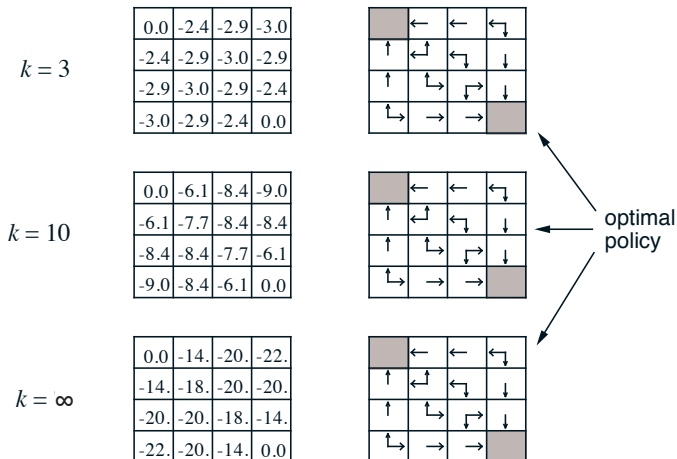 0.0 -2.4 -2.9 -3.0
-2.4 -2.9 -3.0 -2.9
k = 3
-2.9 -3.0 -2.9 -2.4
-3.0 -2.9 -2.4 0.0
0.0 -6.1 -8.4 -9.0
-6.1 -7.7 -8.4 -8.4
k = 10
-8.4 -8.4 -7.7 -6.1
-9.0 -8.4 -6.1 0.0
optimal
policy
0.0 -14. -20. -22.
-14. -18. -20. -20.
k = ∞
-20. -20. -18. -14.
-22. -20. -14. 0.0